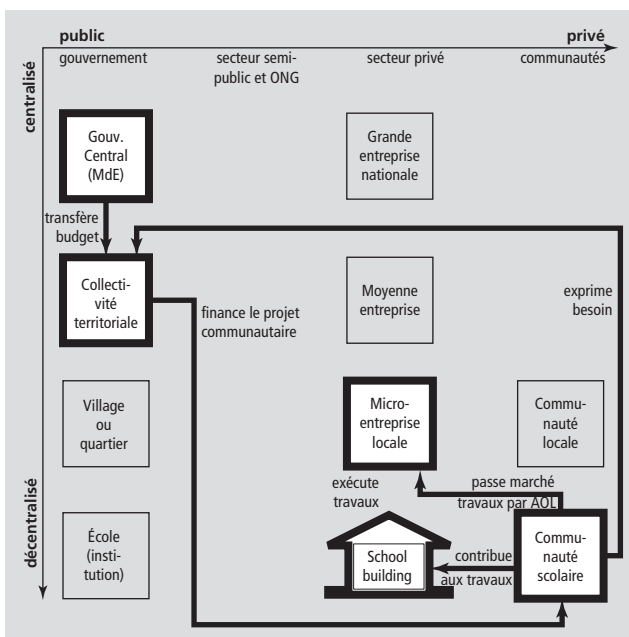 public
privé
gouvernement
secteur semi-
public et ONG
secteur privé
communautés
centralisé
Gouv.
Central
(MdE)
Grande
entreprise
nationale
transfère
budget
Collecti-
vité
territoriale
finance le projet
communautaire
Moyenne
entreprise
exprime
besoin
Village
ou
quartier
Micro-
entreprise
locale
Commu-
nauté
locale
exécute
travaux
passe marché
travaux par AOL
décentralisé
École
(insti-
tution)
School
building
contribue
aux travaux
Commu-
nauté
scolaire